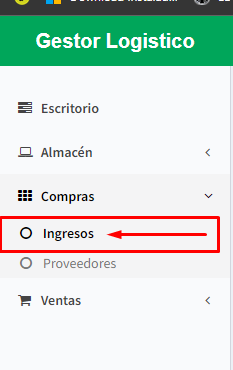 Gestor Logistico
Escritorio
Almacén
Compras
Ingresos
Proveedores
Ventas